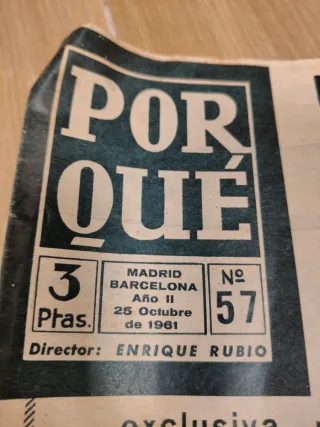 POR
QUÉ
3
Ptas.
MADRID
BARCELONA
Año II
25 Octubre
de 1961
Nº
57
Director: ENRIQUE RUBIO
exclusiva